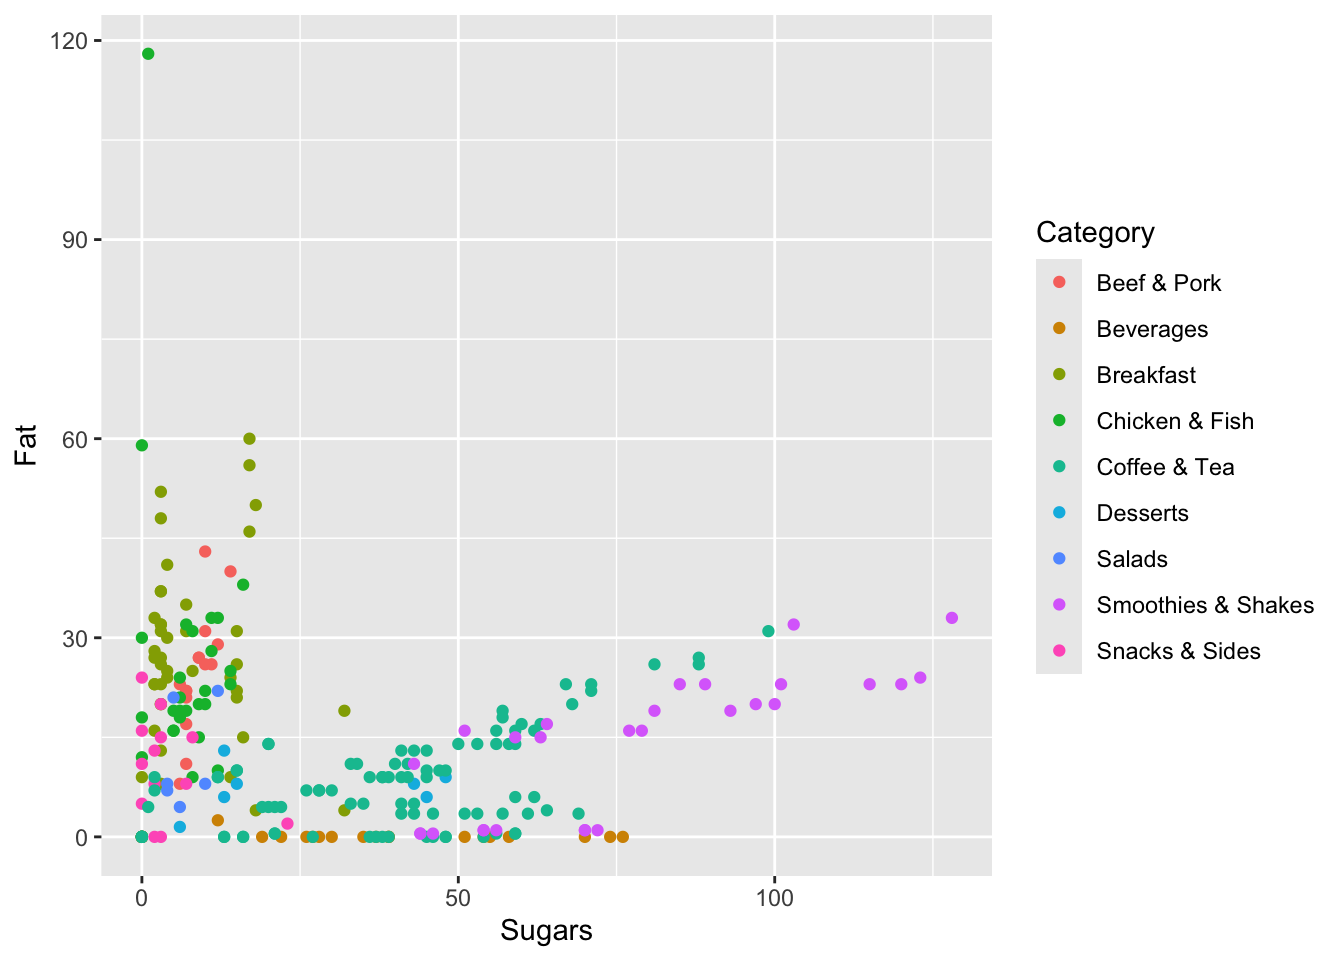 120
90
60
30
0
Fat
0 50 100
Sugars
Category
Beef & Pork
Beverages
Breakfast
Chicken & Fish
Coffee & Tea
Desserts
Salads
Smoothies & Shakes
Snacks & Sides